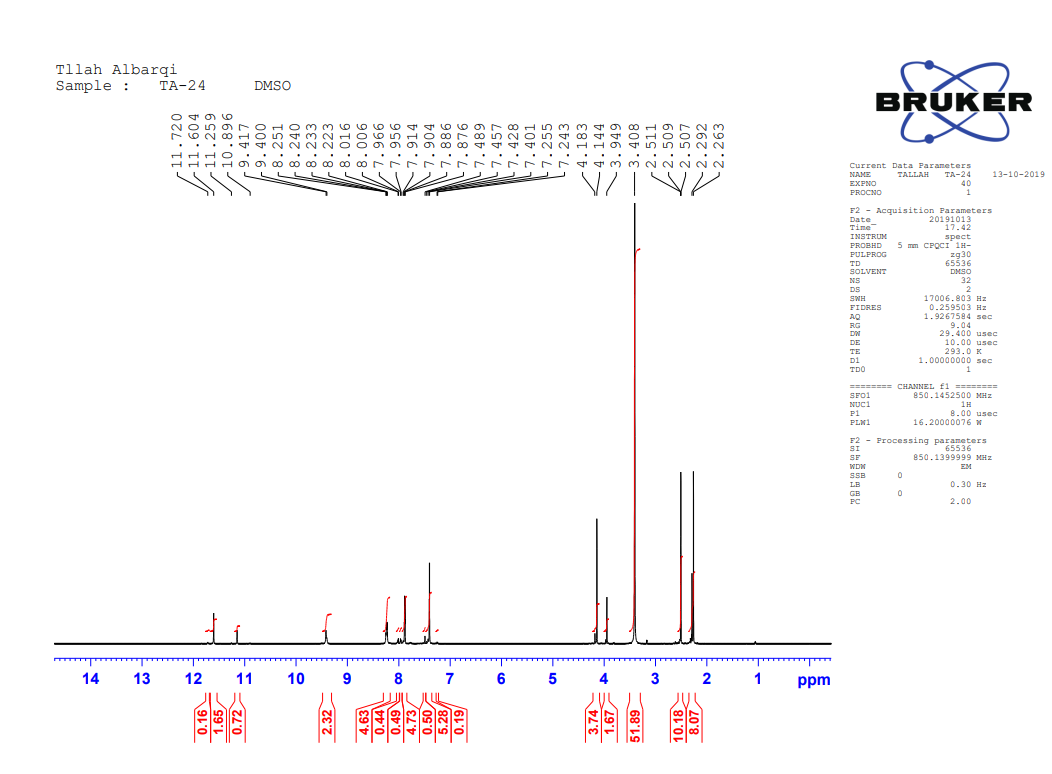 Tllah Albarqi
Sample : TA-24 DMSO
11.720
11.604
11.259
10.896
9.417
9.400
8.251
8.240
8.233
8.223
8.016
8.006
7.966
7.956
7.914
7.904
7.886
7.876
7.489
7.457
7.428
7.401
7.255
7.243
4.183
4.144
3.949
3.408
2.511
2.509
2.507
2.292
2.263
BRUKER
Current Data Parameters
NAME TALLAH TA-24 13-10-2019
EXPNO 40
PROCNO 1
F2 - Acquisition Parameters
Date_ 20191013
Time 17.42
INSTRUM spect
PROBHD 5 mm CPQCI 1H-
PULPROG zg30
TD 65536
SOLVENT DMSO
NS 32
DS 2
SWH 17006.803 Hz
FIDRES 0.259503 Hz
AQ 1.9267584 sec
RG 9.04
DW 29.400 usec
DE 10.00 usec
TE 293.0 K
D1 1.00000000 sec
TD0 1
======== CHANNEL f1 ========
SFO1 850.1452500 MHz
NUC1 1H
P1 8.00 usec
PLW1 16.20000076 W
F2 - Processing parameters
SI 65536
SF 850.1399999 MHz
WDW EM
SSB 0
LB 0.30 Hz
GB 0
PC 2.00
14 13 12 11 10 9 8 7 6 5 4 3 2 1 ppm
0.16
1.65
0.72
2.32
4.63
0.44
0.49
4.73
0.50
5.28
0.19
3.74
1.67
51.89
10.18
8.07